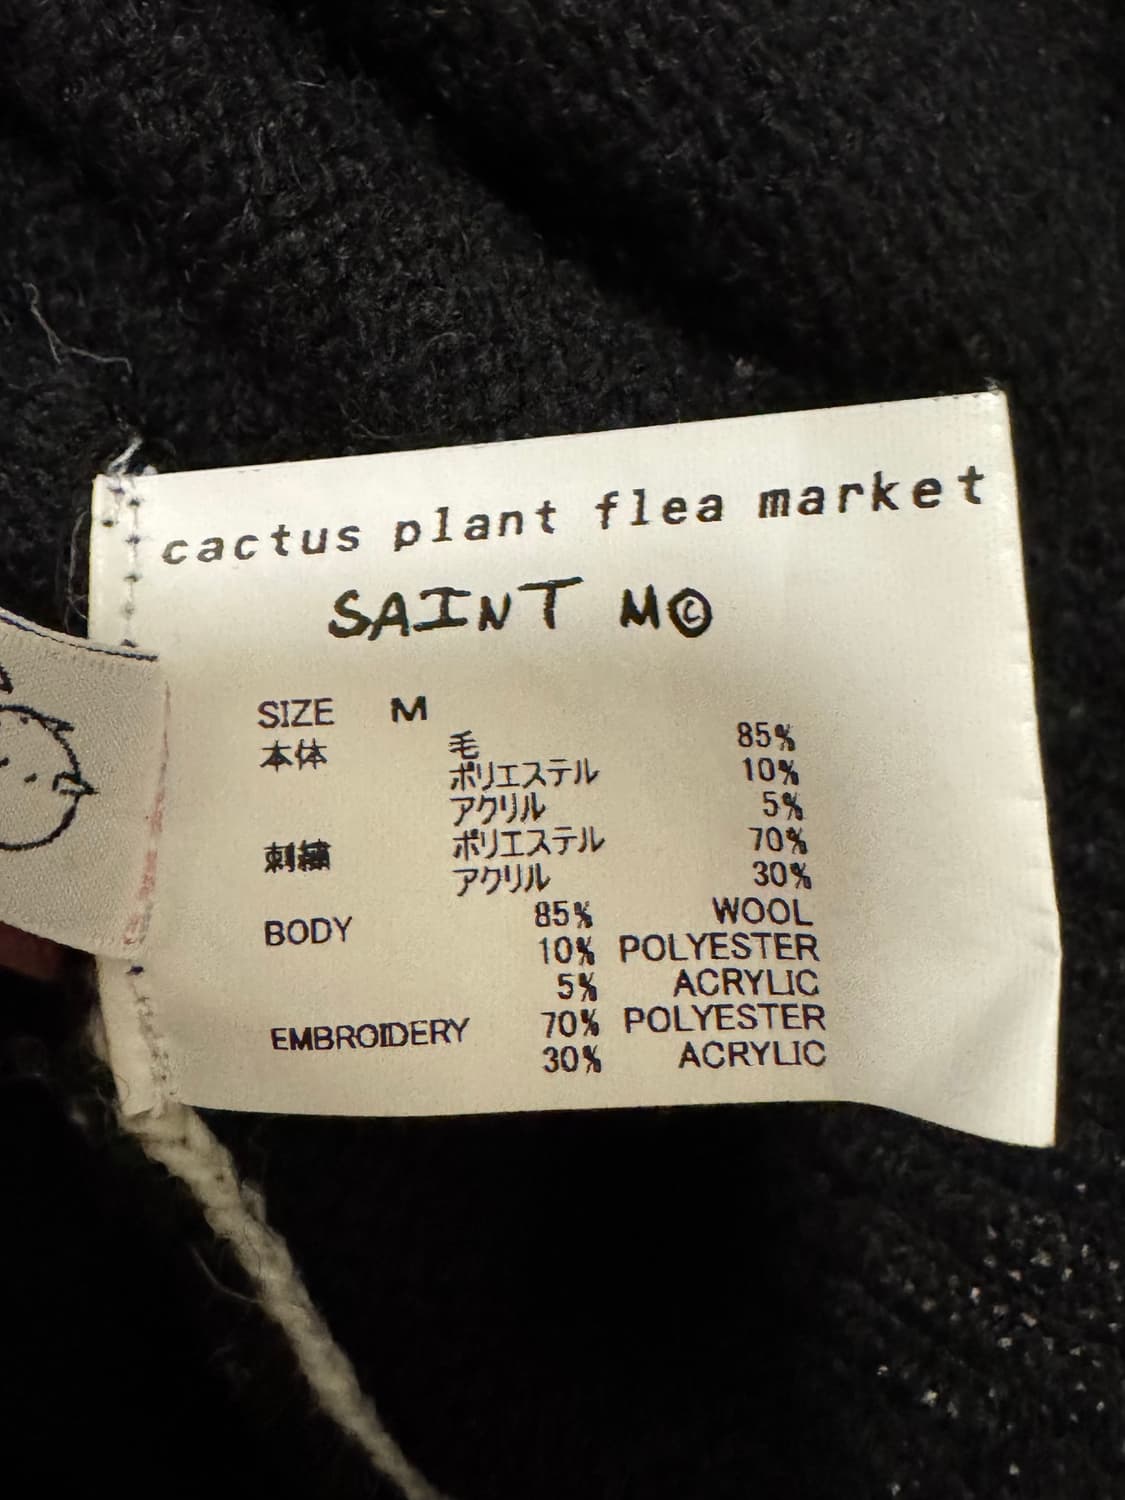 cactus plant flea market
SAINT M©
SIZE M
本体 毛 85%
ポリエステル 10%
アクリル 5%
刺繍 ポリエステル 70%
アクリル 30%
BODY 85% WOOL
10% POLYESTER
5% ACRYLIC
EMBROIDERY 70% POLYESTER
30% ACRYLIC